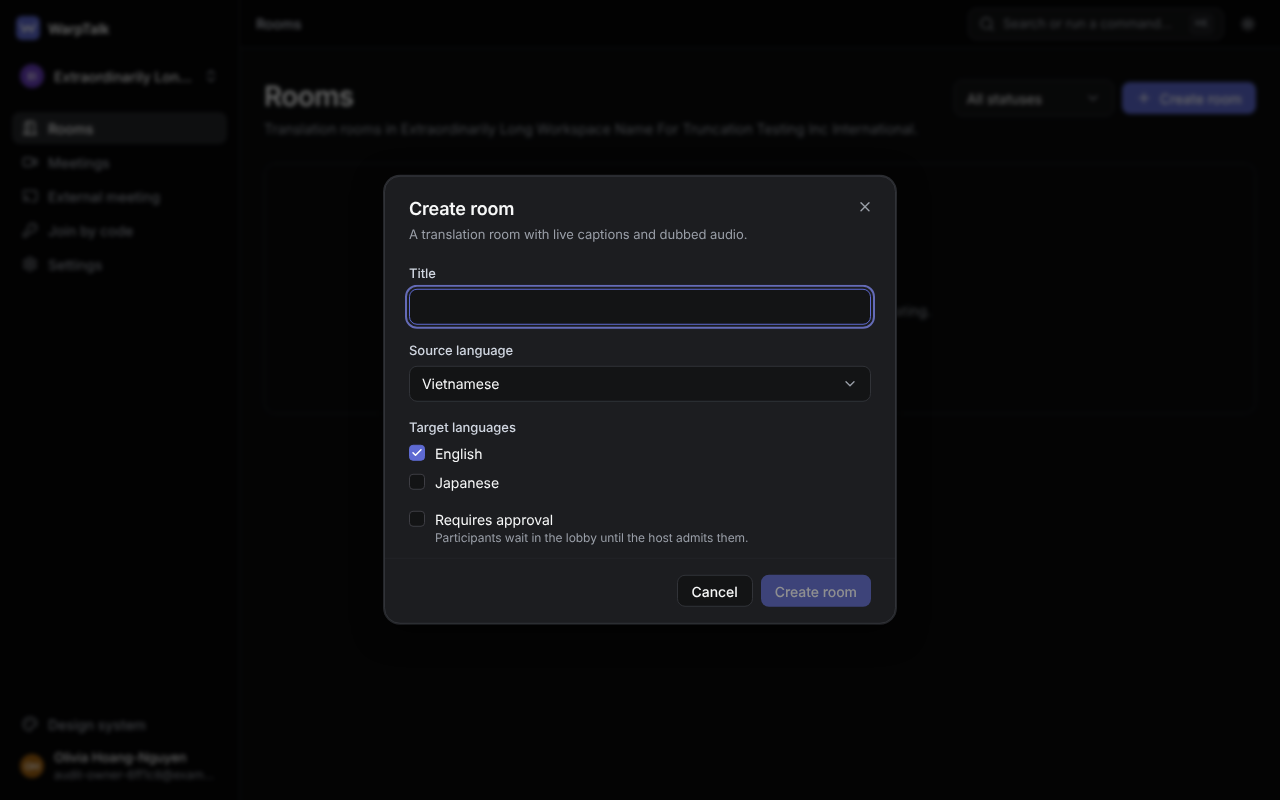 WarpTalk
Rooms
Search or run a command...
Extraordinarily Lon...
Rooms
Meetings
External meeting
Join by code
Settings
Rooms
Translation rooms in Extraordinarily Long Workspace Name For Truncation Testing Inc International.
All statuses
Create room
Create room
A translation room with live captions and dubbed audio.
Title
Source language
Vietnamese
Target languages
English
Japanese
Requires approval
Participants wait in the lobby until the host admits them.
Cancel
Create room
Design system
Olivia Hoang-Nguyen